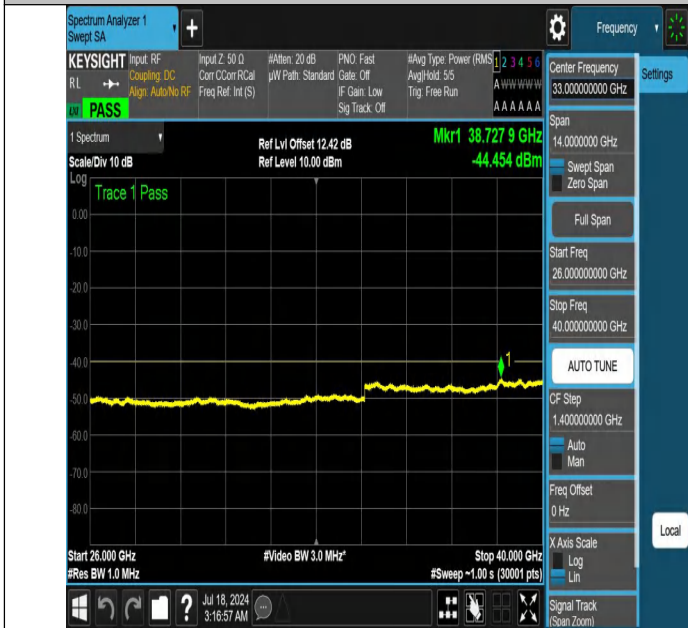 Spectrum Analyzer 1
Swept SA
Frequency
KEYSIGHT
RL
PASS
Input: RF
Coupling: DC
Align: Auto/No RF
Input Z: 50 Ω
Corr CCorr RCal
Freq Ref: Int (S)
#Atten: 20 dB
µW Path: Standard
PNO: Fast
Gate: Off
IF Gain: Low
Sig Track: Off
#Avg Type: Power (RMS
Avg|Hold: 5/5
Trig: Free Run
1 2 3 4 5 6
A W W W W W
A A A A A A
Center Frequency
33.000000000 GHz
Settings
Span
14.0000000 GHz
Swept Span
Zero Span
Full Span
Start Freq
26.000000000 GHz
Stop Freq
40.000000000 GHz
AUTO TUNE
CF Step
1.400000000 GHz
Auto
Man
Freq Offset
0 Hz
X Axis Scale
Log
Lin
Local
Signal Track
(Span Zoom)
1 Spectrum
Scale/Div 10 dB
Ref Lvl Offset 12.42 dB
Ref Level 10.00 dBm
Mkr1 38.727 9 GHz
-44.454 dBm
Log
Trace 1 Pass
0.00
-10.0
-20.0
-30.0
-40.0
1
-50.0
-60.0
-70.0
-80.0
Start 26.000 GHz
#Video BW 3.0 MHz*
Stop 40.000 GHz
#Res BW 1.0 MHz
#Sweep ~1.00 s (30001 pts)
?
Jul 18, 2024
3:16:57 AM